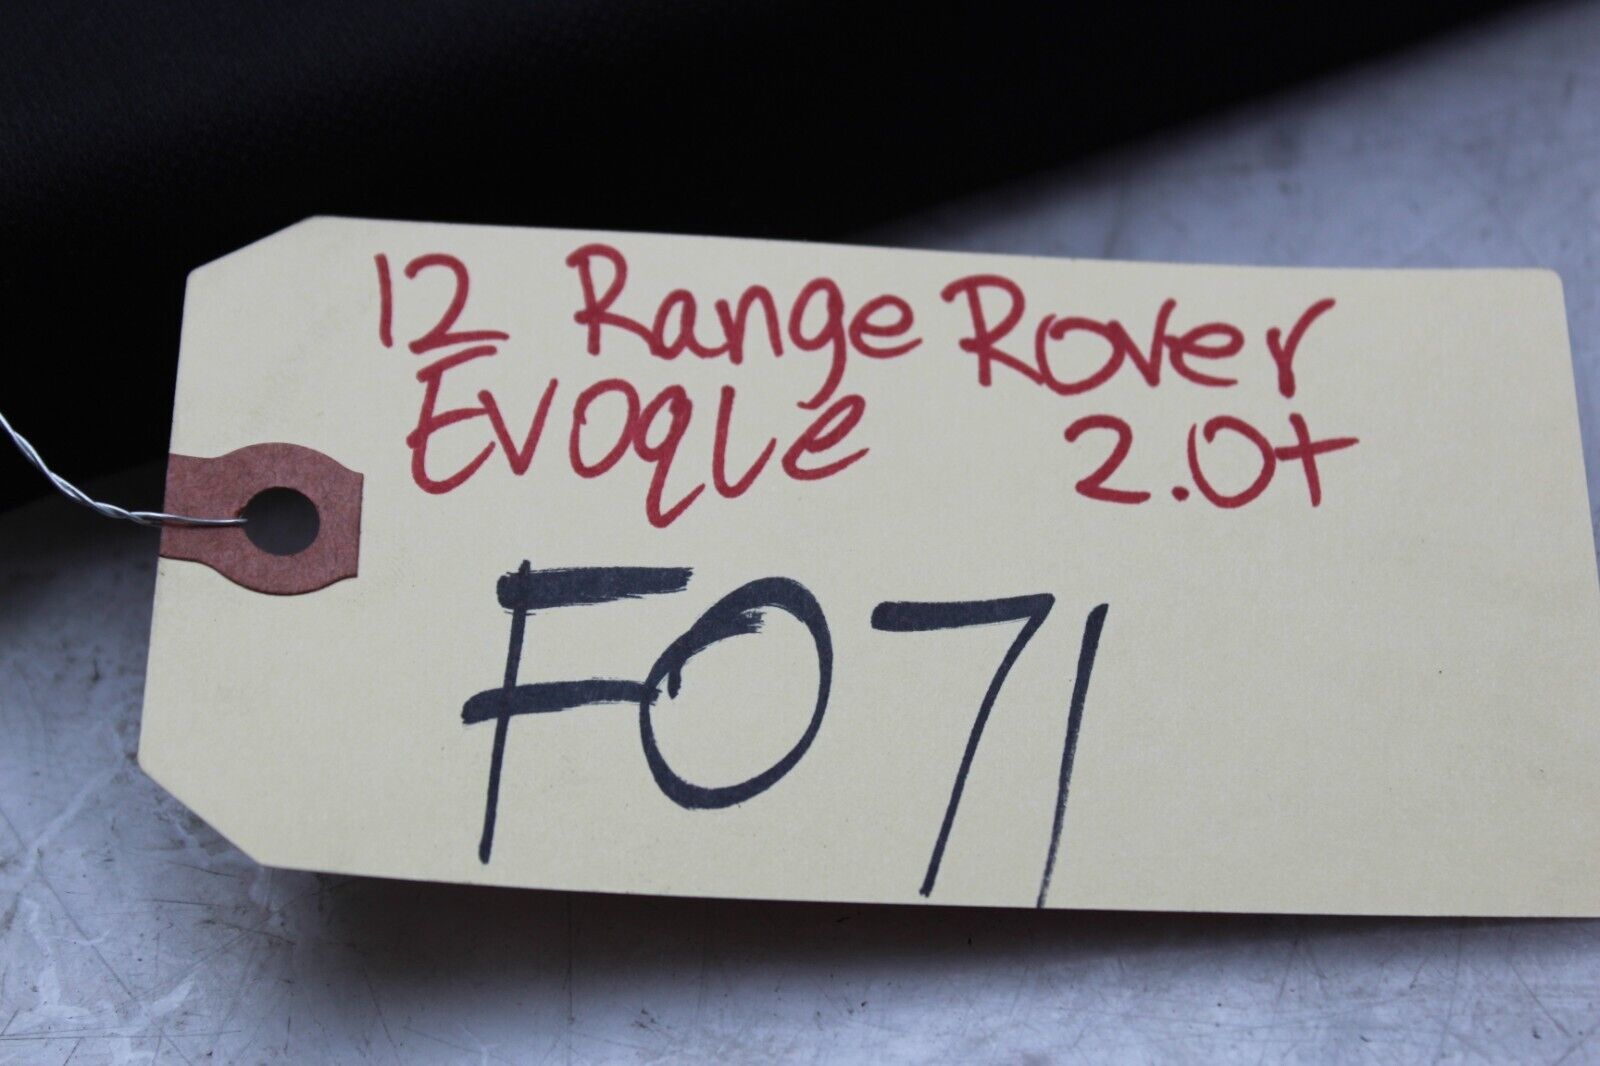 12 Range Rover
Evoqle 2.0t
F071